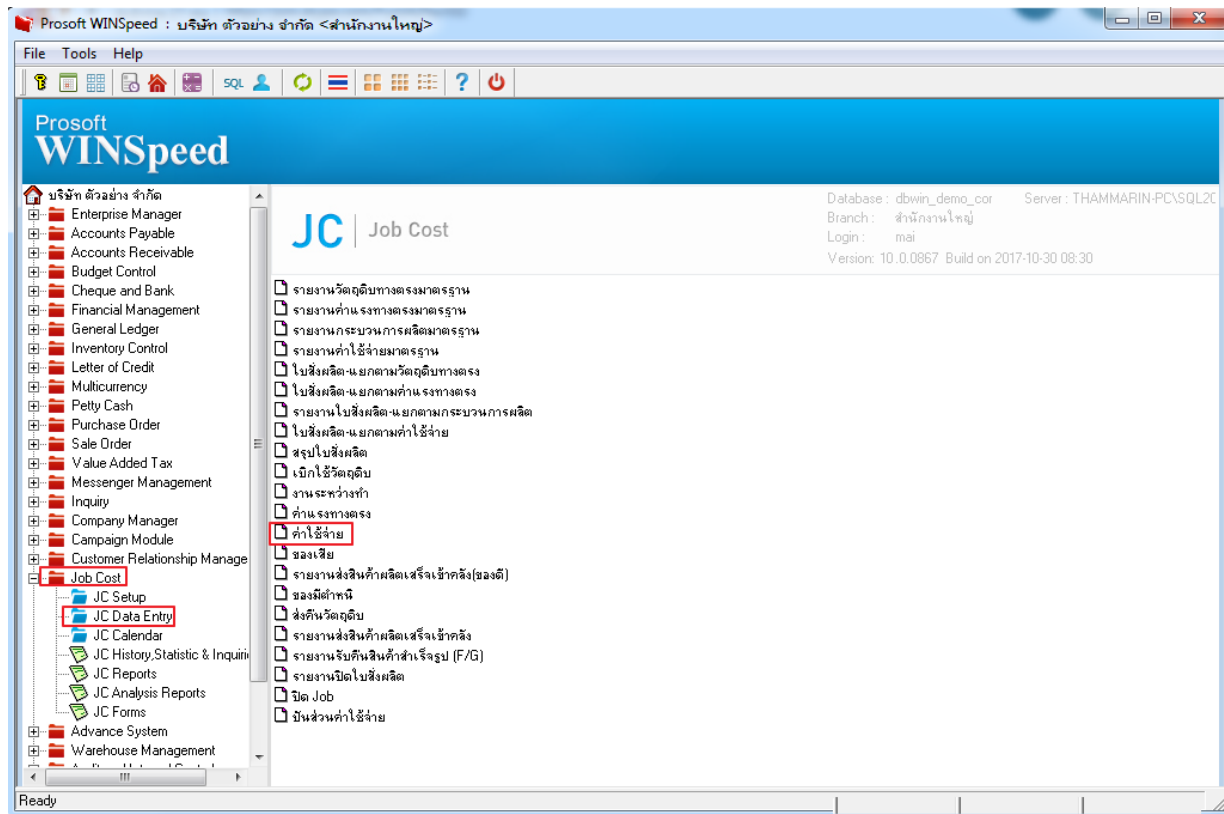 Prosoft WINSpeed : บริษัท ตัวอย่าง จำกัด <สำนักงานใหญ่>
File Tools Help
SQL
Prosoft
WINSpeed
บริษัท ตัวอย่าง จำกัด
Enterprise Manager
Accounts Payable
Accounts Receivable
Budget Control
Cheque and Bank
Financial Management
General Ledger
Inventory Control
Letter of Credit
Multicurrency
Petty Cash
Purchase Order
Sale Order
Value Added Tax
Messenger Management
Inquiry
Company Manager
Campaign Module
Customer Relationship Manage
Job Cost
JC Setup
JC Data Entry
JC Calendar
JC History,Statistic & Inquiri
JC Reports
JC Analysis Reports
JC Forms
Advance System
Warehouse Management
JC Job Cost
Database : dbwin_demo_cor Server : THAMMARIN-PC\SQL2C
Branch : สำนักงานใหญ่
Login : mai
Version: 10 .0.0867 Build on 2017-10-30 08:30
รายงานวัตถุดิบทางตรงมาตรฐาน
รายงานค่าแรงทางตรงมาตรฐาน
รายงานกระบวนการผลิตมาตรฐาน
รายงานค่าใช้จ่ายมาตรฐาน
ใบสั่งผลิต-แยกตามวัตถุดิบทางตรง
ใบสั่งผลิต-แยกตามค่าแรงทางตรง
รายงานใบสั่งผลิต-แยกตามกระบวนการผลิต
ใบสั่งผลิต-แยกตามค่าใช้จ่าย
สรุปใบสั่งผลิต
เบิกใช้วัตถุดิบ
งานระหว่างทำ
ค่าแรงทางตรง
ค่าใช้จ่าย
ของเสีย
รายงานส่งสินค้าผลิตเสร็จเข้าคลัง(ของดี)
ของมีตำหนิ
ส่งคืนวัตถุดิบ
รายงานส่งสินค้าผลิตเสร็จเข้าคลัง
รายงานรับคืนสินค้าสำเร็จรูป (F/G)
รายงานปิดใบสั่งผลิต
ปิด Job
ปันส่วนค่าใช้จ่าย
Ready